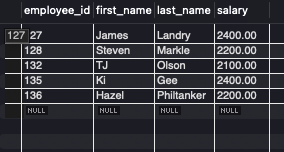 employee_id first_name last_name salary
127 James Landry 2400.00
128 Steven Markle 2200.00
132 TJ Olson 2100.00
135 Ki Gee 2400.00
136 Hazel Philtanker 2200.00
NULL NULL NULL NULL